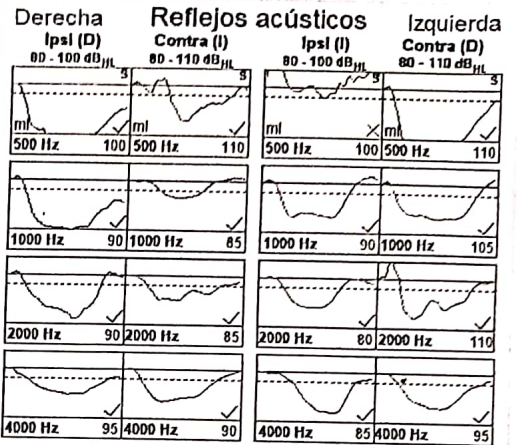 Derecha Reflejos acústicos Izquierda
Ipsi (D) Contra (I) Ipsi (I) Contra (D)
80 - 100 dBHL 80 - 110 dBHL 80 - 100 dBHL 80 - 110 dBHL
s s s s
ml ml ml ml
500 Hz 100 500 Hz 110 500 Hz 100 500 Hz 110
1000 Hz 90 1000 Hz 85 1000 Hz 90 1000 Hz 105
2000 Hz 90 2000 Hz 85 2000 Hz 80 2000 Hz 110
4000 Hz 95 4000 Hz 90 4000 Hz 85 4000 Hz 95